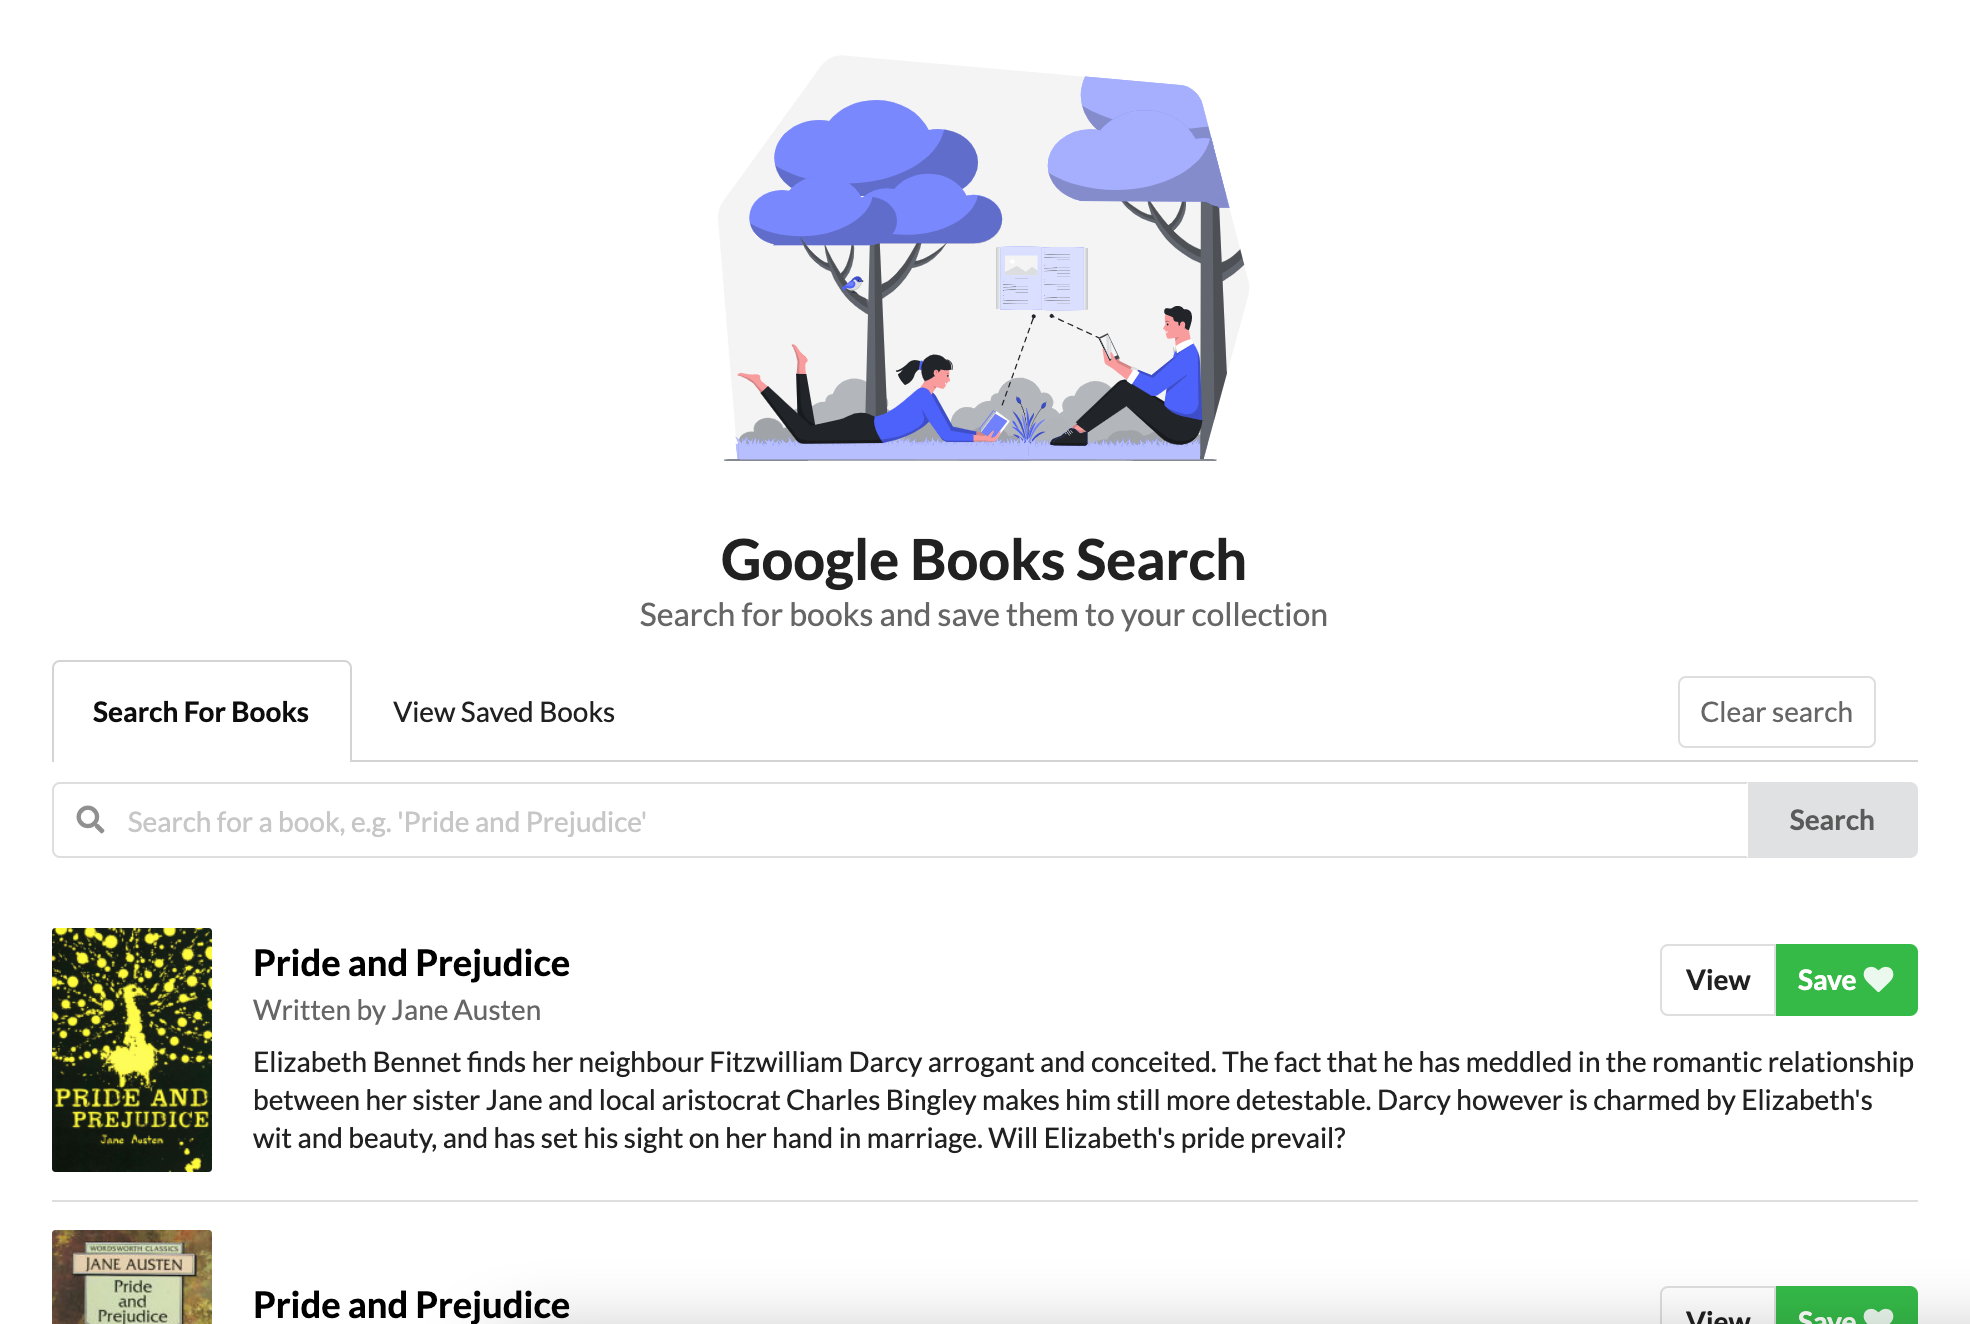 Google Books Search
Search for books and save them to your collection
Search For Books
View Saved Books
Clear search
Search for a book, e.g. 'Pride and Prejudice'
Search
PRIDE AND
PREJUDICE
Jane Austen
Pride and Prejudice
Written by Jane Austen
Elizabeth Bennet finds her neighbour Fitzwilliam Darcy arrogant and conceited. The fact that he has meddled in the romantic relationship
between her sister Jane and local aristocrat Charles Bingley makes him still more detestable. Darcy however is charmed by Elizabeth's
wit and beauty, and has set his sight on her hand in marriage. Will Elizabeth's pride prevail?
View
Save
WORDSWORTH CLASSICS
JANE AUSTEN
Pride
and
Prejudice
Pride and Prejudice
View
Save